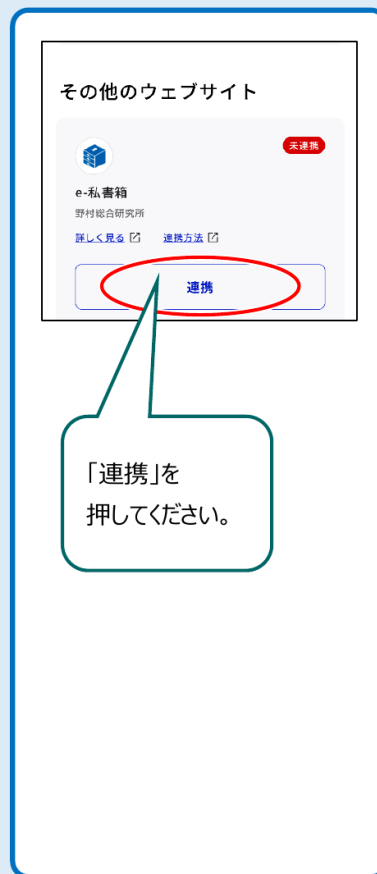 その他のウェブサイト
未連携
e-私書箱
野村総合研究所
詳しく見る 連携方法
連携
「連携」を
押してください。